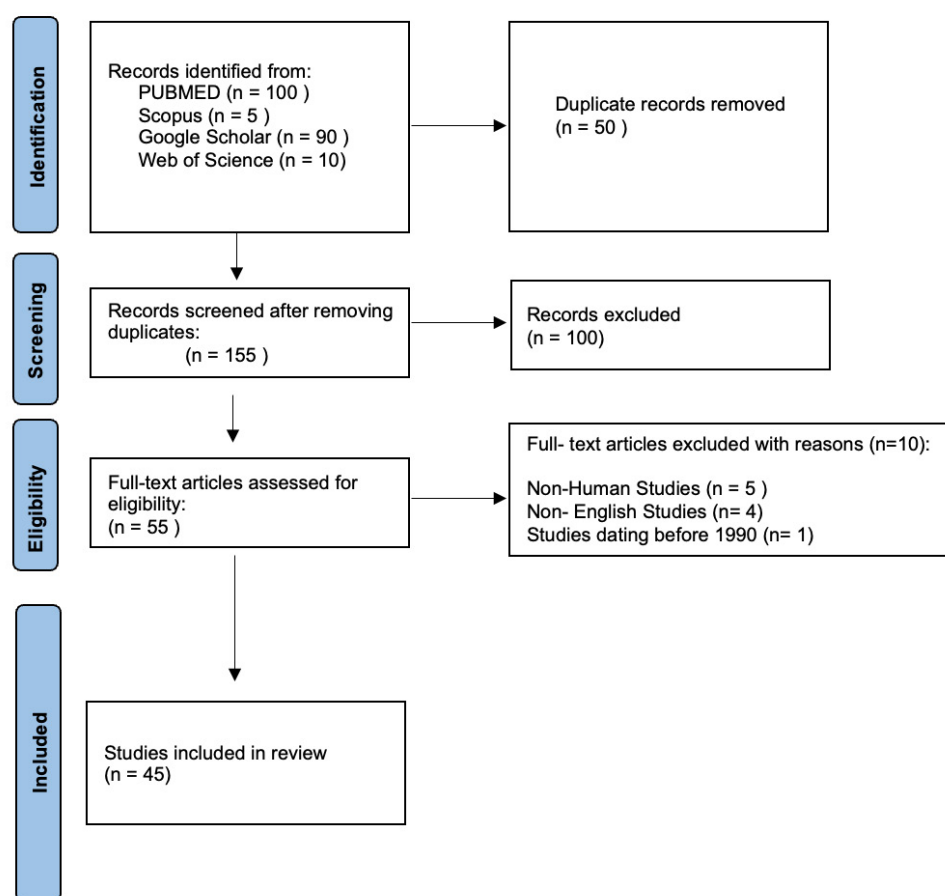 Identification
Records identified from:
PUBMED (n = 100 )
Scopus (n = 5 )
Google Scholar (n = 90 )
Web of Science (n = 10)
Duplicate records removed
(n = 50 )
Screening
Records screened after removing
duplicates:
(n = 155 )
Records excluded
(n = 100)
Eligibility
Full-text articles assessed for
eligibility:
(n = 55 )
Full- text articles excluded with reasons (n=10):
Non-Human Studies (n = 5 )
Non- English Studies (n= 4)
Studies dating before 1990 (n= 1)
Included
Studies included in review
(n = 45)